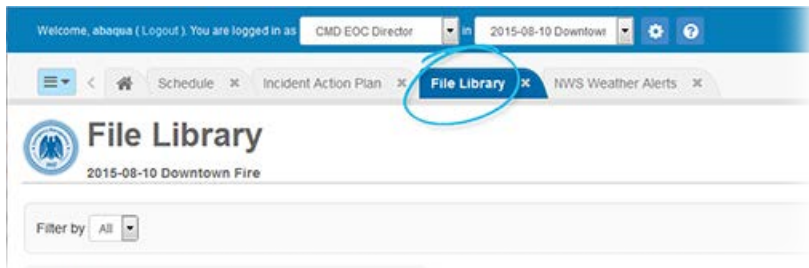 Welcome, abaqua ( Logout ). You are logged in as CMD EOC Director in 2015-08-10 Downtowr
Schedule Incident Action Plan File Library NWS Weather Alerts
File Library
2015-08-10 Downtown Fire
Filter by All